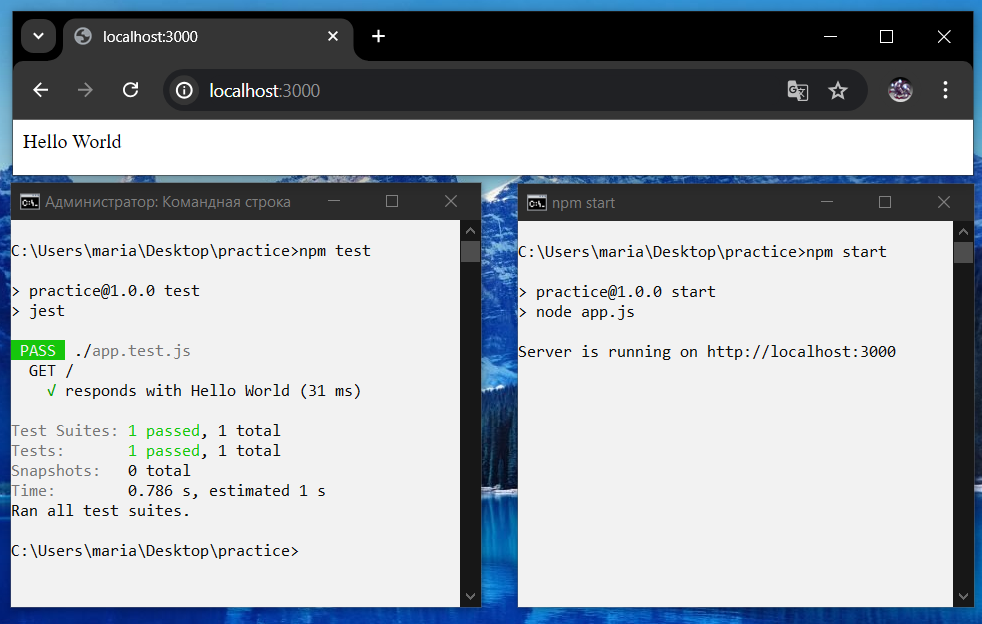 localhost:3000
localhost:3000
Hello World
Администратор: Командная строка
C:\Users\maria\Desktop\practice>npm test
> practice@1.0.0 test
> jest
PASS ./app.test.js
GET /
√ responds with Hello World (31 ms)
Test Suites: 1 passed, 1 total
Tests: 1 passed, 1 total
Snapshots: 0 total
Time: 0.786 s, estimated 1 s
Ran all test suites.
C:\Users\maria\Desktop\practice>
npm start
C:\Users\maria\Desktop\practice>npm start
> practice@1.0.0 start
> node app.js
Server is running on http://localhost:3000